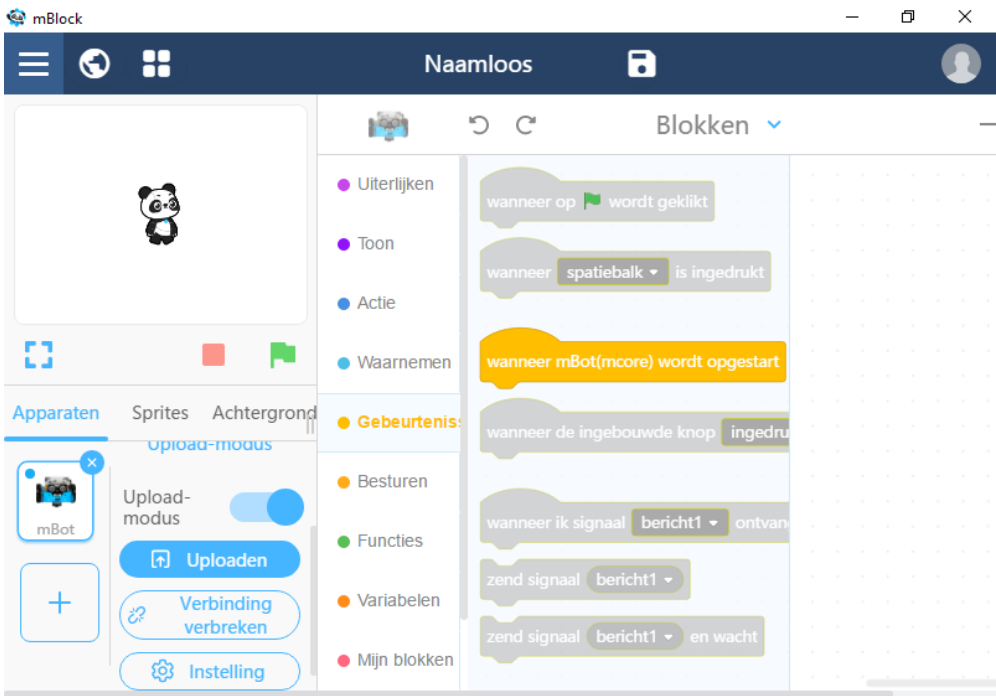 mBlock
Naamloos
Blokken
Uiterlijken
Toon
Actie
Waarnemen
Gebeurteniss
Besturen
Functies
Variabelen
Mijn blokken
wanneer op wordt geklikt
wanneer spatiebalk is ingedrukt
wanneer mBot(mcore) wordt opgestart
wanneer de ingebouwde knop ingedru
wanneer ik signaal bericht1 ontvan
zend signaal bericht1
zend signaal bericht1 en wacht
Apparaten Sprites Achtergrond
Upload-modus
mBot
Upload-
modus
Uploaden
Verbinding
verbreken
Instelling